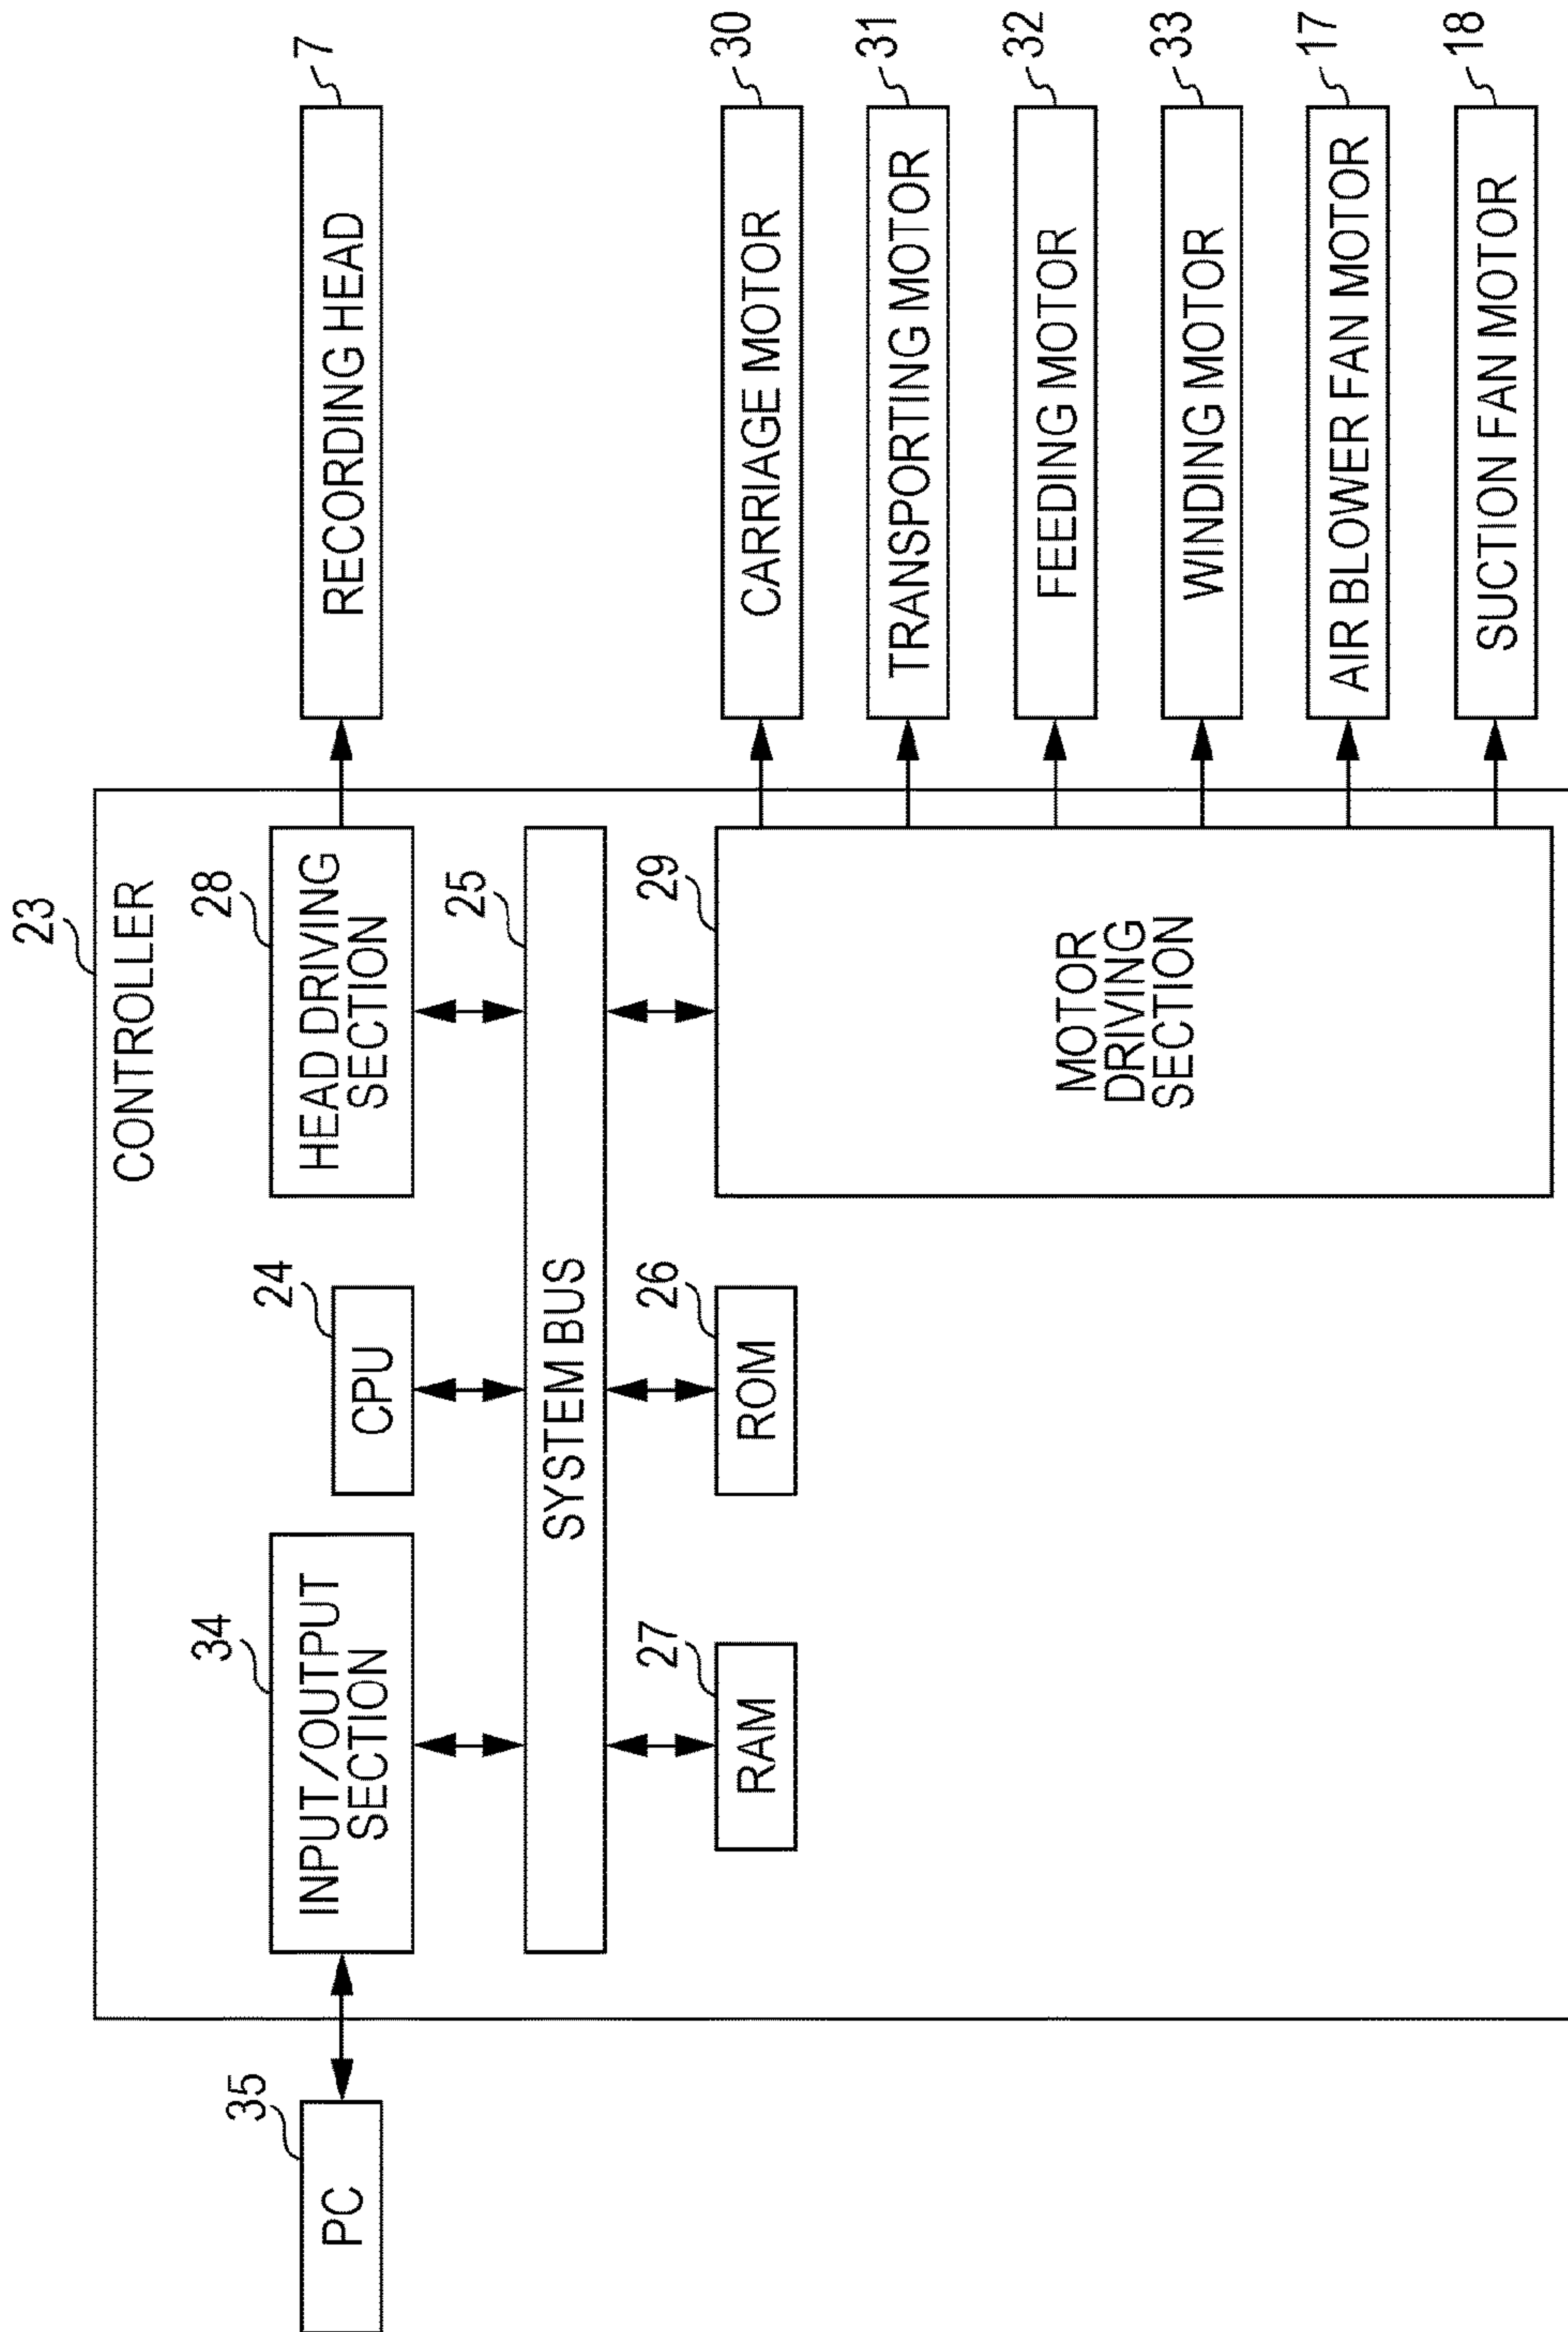 23
CONTROLLER
35
PC
34
INPUT/OUTPUT
SECTION
24
CPU
28
HEAD DRIVING
SECTION
7
RECORDING HEAD
25
SYSTEM BUS
27
RAM
26
ROM
29
MOTOR
DRIVING
SECTION
30
CARRIAGE MOTOR
31
TRANSPORTING MOTOR
32
FEEDING MOTOR
33
WINDING MOTOR
17
AIR BLOWER FAN MOTOR
18
SUCTION FAN MOTOR